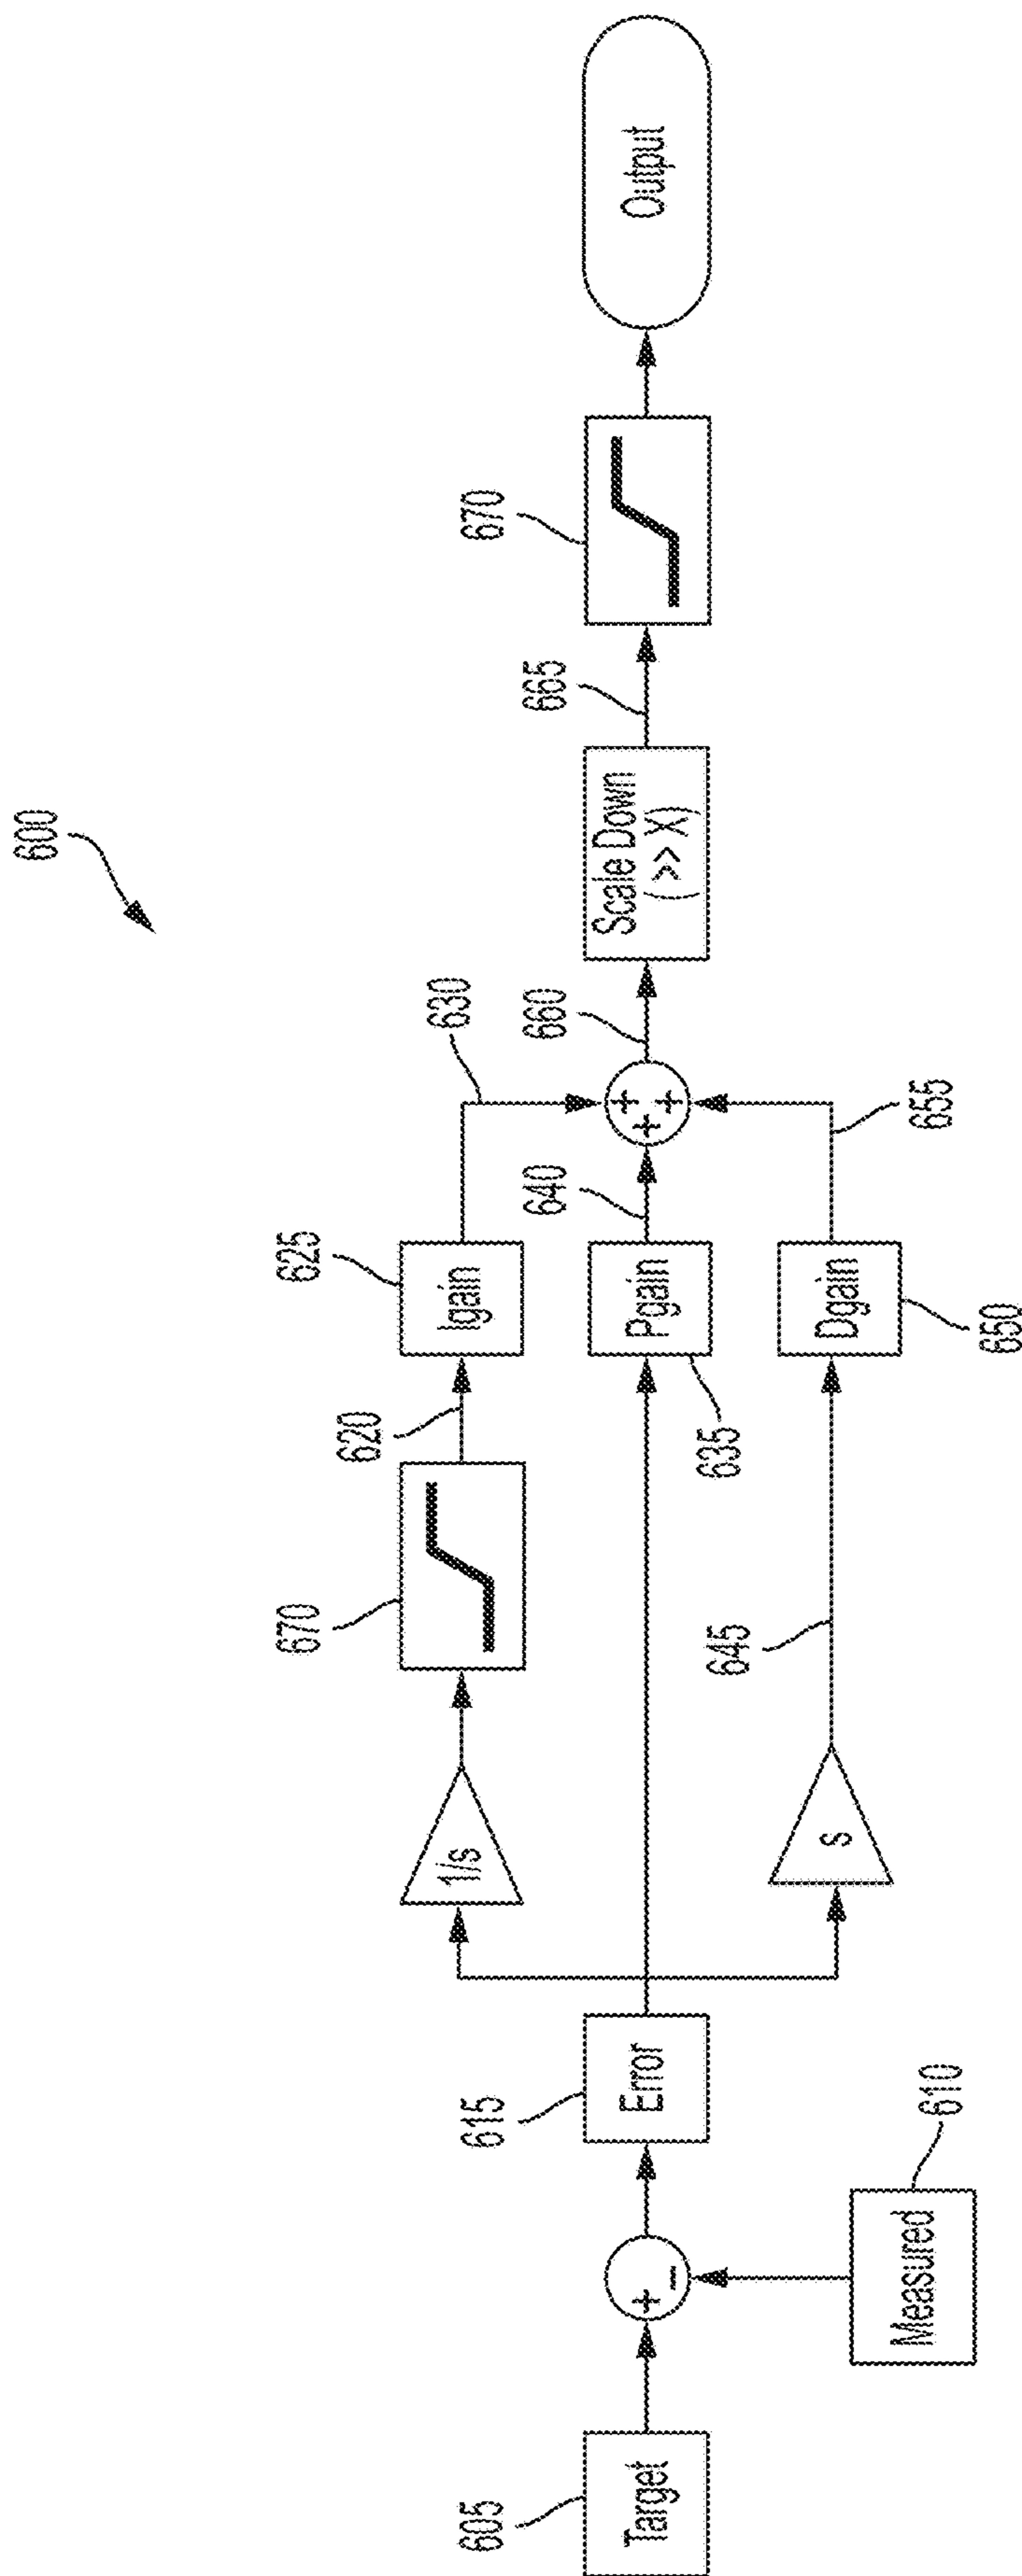 600
605
Target
610
Measured
615
Error
+
−
1/s
s
670
620
625
Igain
630
635
Pgain
640
645
650
Dgain
655
+
+
+
660
Scale Down
(>> X)
665
670
Output